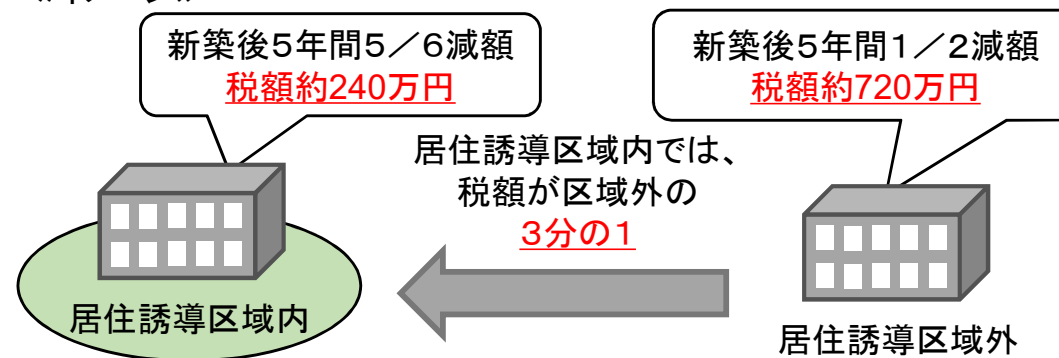 新築後５年間５／６減額
税額約240万円
新築後５年間１／２減額
税額約720万円
居住誘導区域内では、
税額が区域外の
３分の１
居住誘導区域内
居住誘導区域外